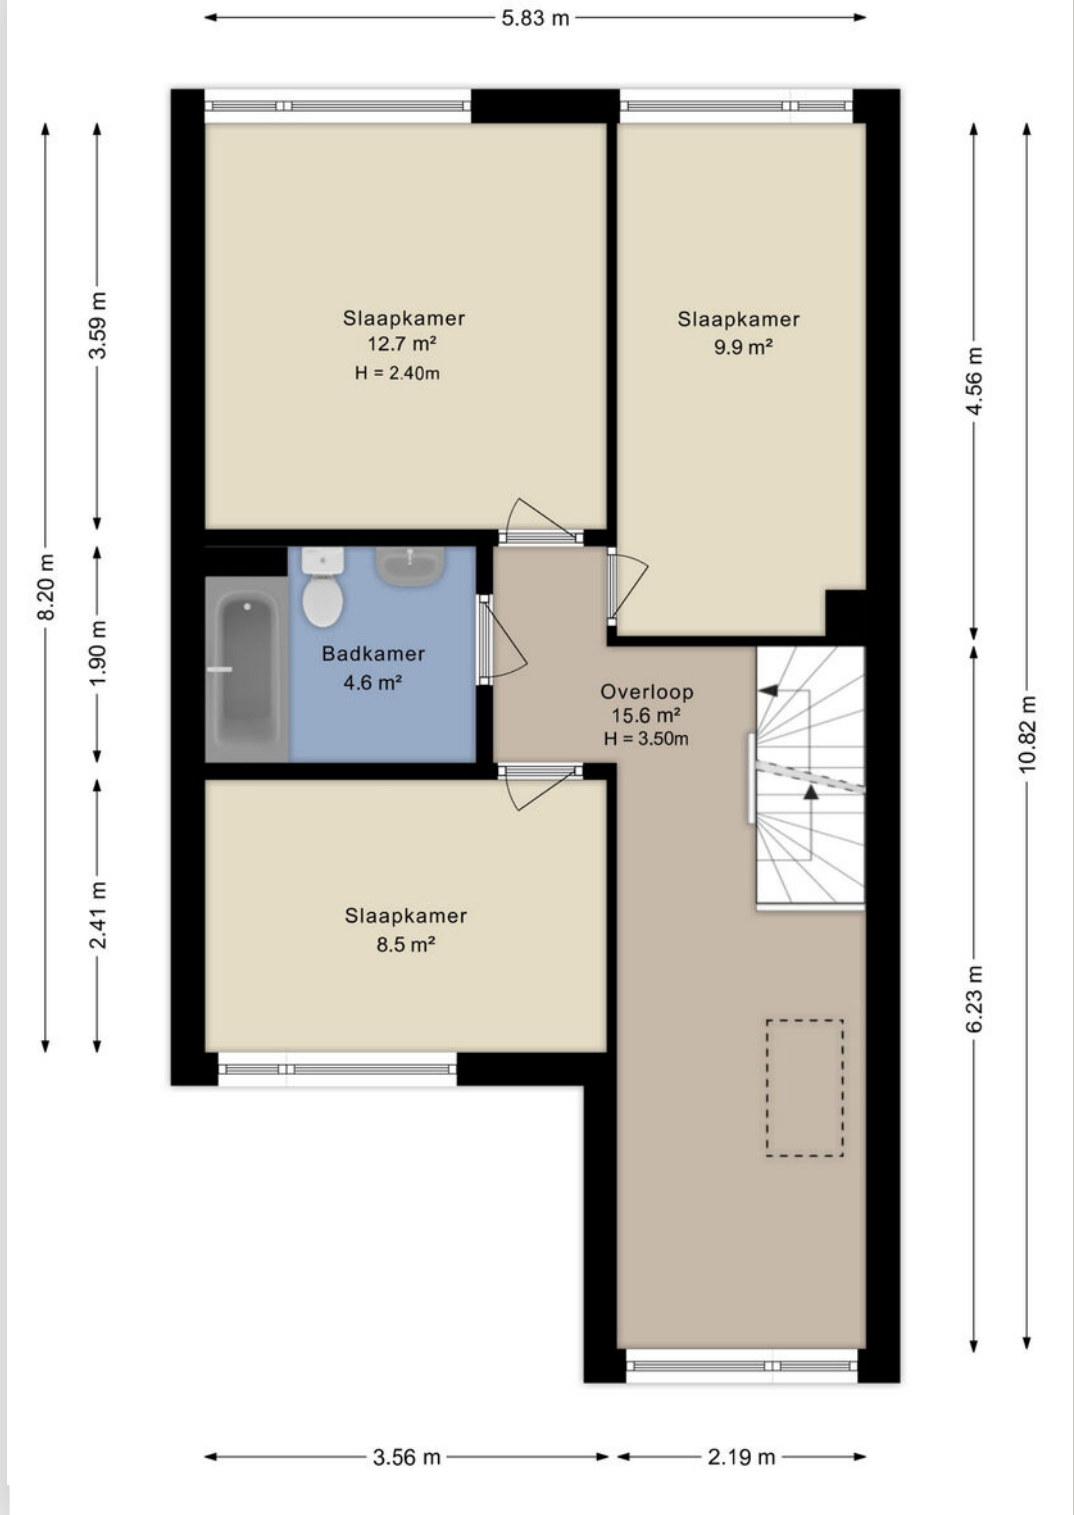 5.83 m
3.59 m
8.20 m
1.90 m
2.41 m
Slaapkamer
12.7 m²
H = 2.40m
Slaapkamer
9.9 m²
Badkamer
4.6 m²
Overloop
15.6 m²
H = 3.50m
Slaapkamer
8.5 m²
4.56 m
10.82 m
6.23 m
3.56 m
2.19 m